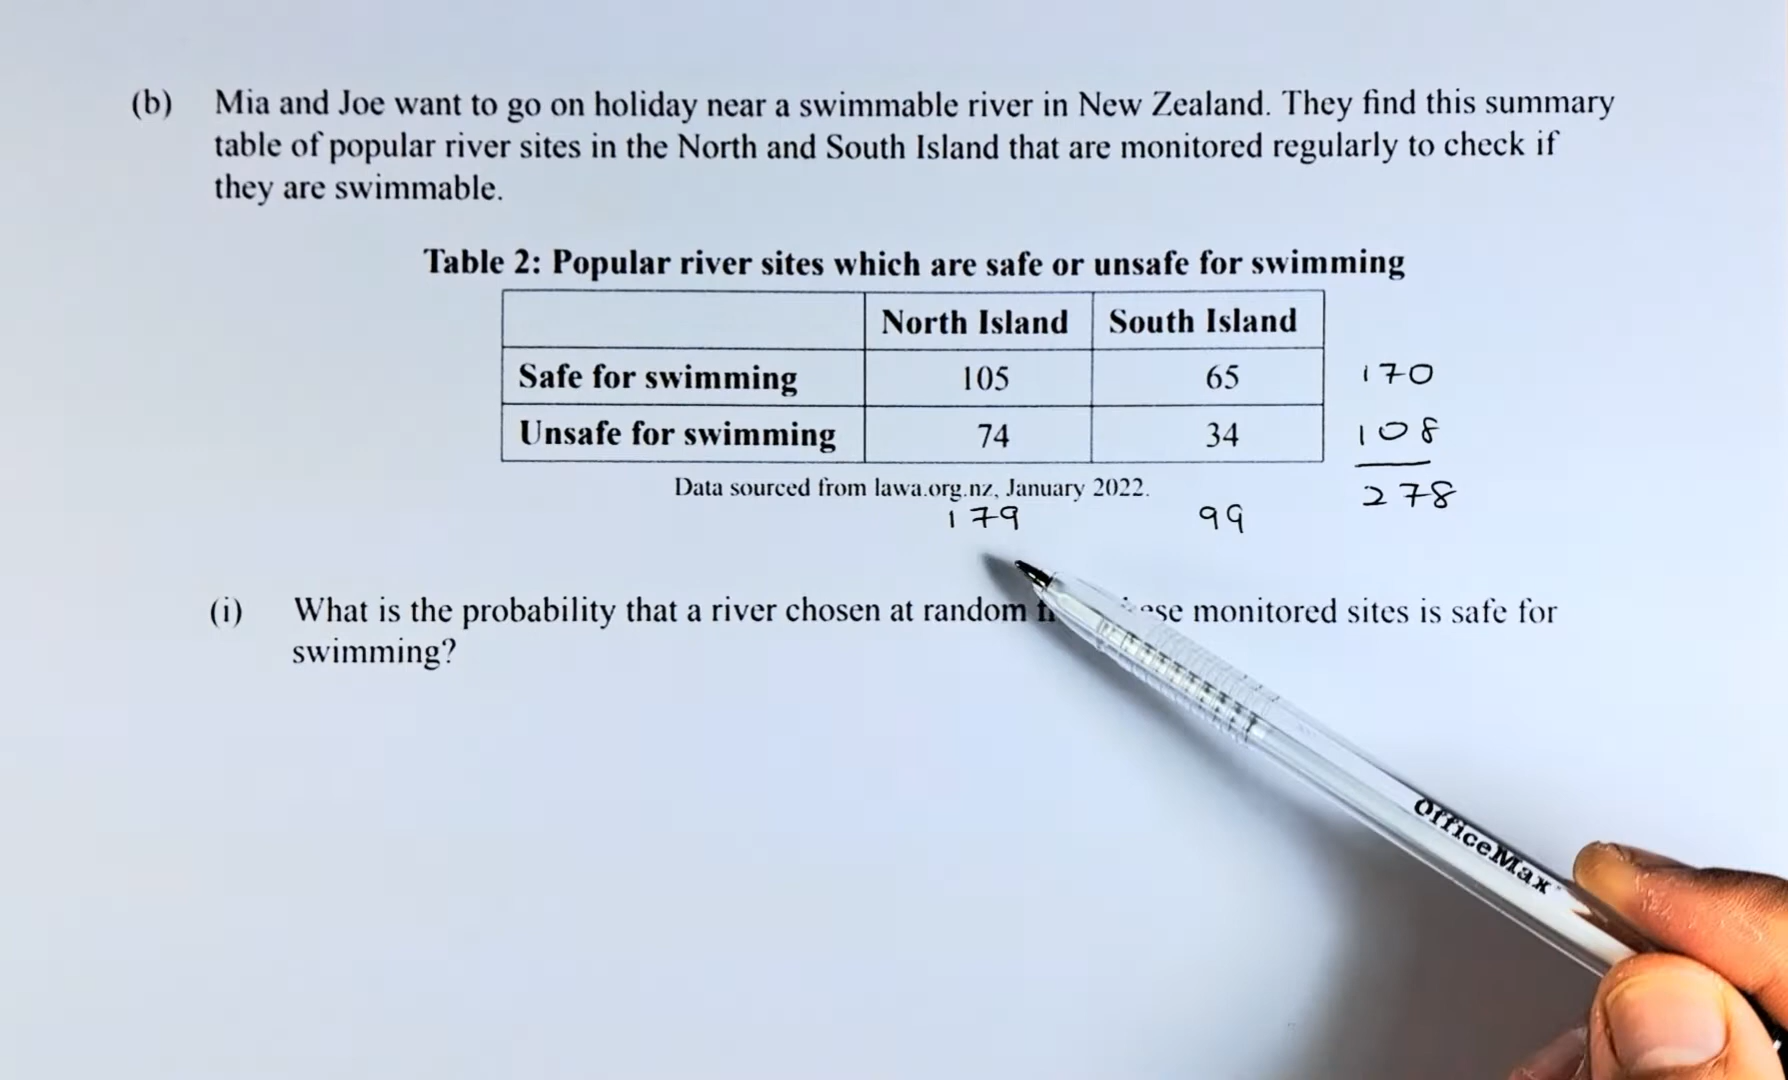 (b) Mia and Joe want to go on holiday near a swimmable river in New Zealand. They find this summary
table of popular river sites in the North and South Island that are monitored regularly to check if
they are swimmable.
Table 2: Popular river sites which are safe or unsafe for swimming
North Island South Island
Safe for swimming 105 65 170
Unsafe for swimming 74 34 108
Data sourced from lawa.org.nz, January 2022. 278
179 99
(i) What is the probability that a river chosen at random monitored sites is safe for
swimming?
OfficeMax